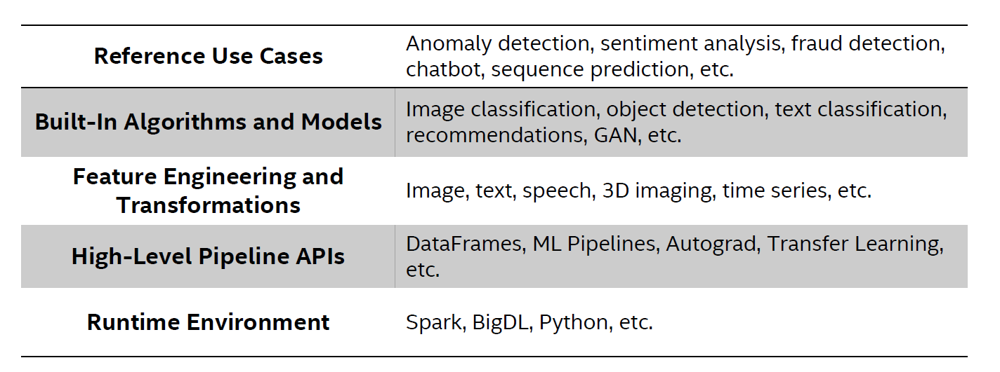 Reference Use Cases
Anomaly detection, sentiment analysis, fraud detection,
chatbot, sequence prediction, etc.
Built-In Algorithms and Models
Image classification, object detection, text classification,
recommendations, GAN, etc.
Feature Engineering and
Transformations
Image, text, speech, 3D imaging, time series, etc.
High-Level Pipeline APIs
DataFrames, ML Pipelines, Autograd, Transfer Learning,
etc.
Runtime Environment
Spark, BigDL, Python, etc.